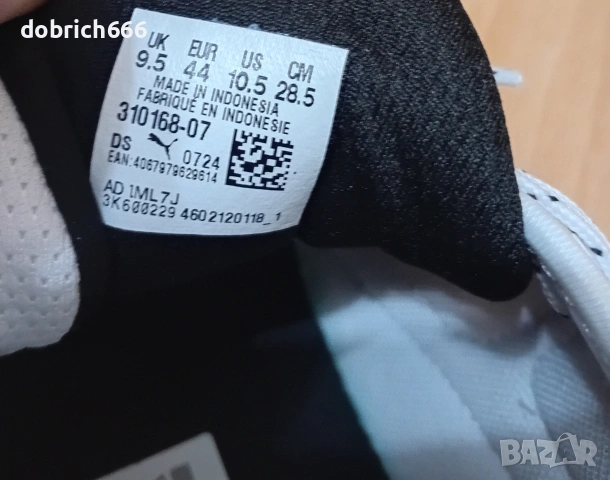 dobrich666
UK EUR US CM
9.5 44 10.5 28.5
MADE IN INDONESIA
FABRIQUÉ EN INDONESIE
310168-07
DS 0724
EAN:4067979629614
AD IML7J
3K600229 4602120118_1
bazar